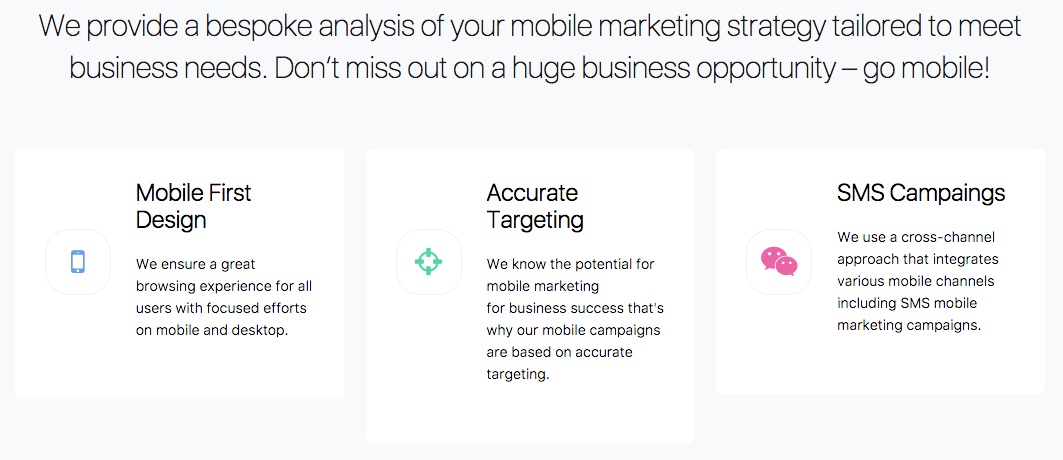 We provide a bespoke analysis of your mobile marketing strategy tailored to meet
business needs. Don’t miss out on a huge business opportunity – go mobile!
Mobile First
Design
We ensure a great
browsing experience for all
users with focused efforts
on mobile and desktop.
Accurate
Targeting
We know the potential for
mobile marketing
for business success that's
why our mobile campaigns
are based on accurate
targeting.
SMS Campaings
We use a cross-channel
approach that integrates
various mobile channels
including SMS mobile
marketing campaigns.